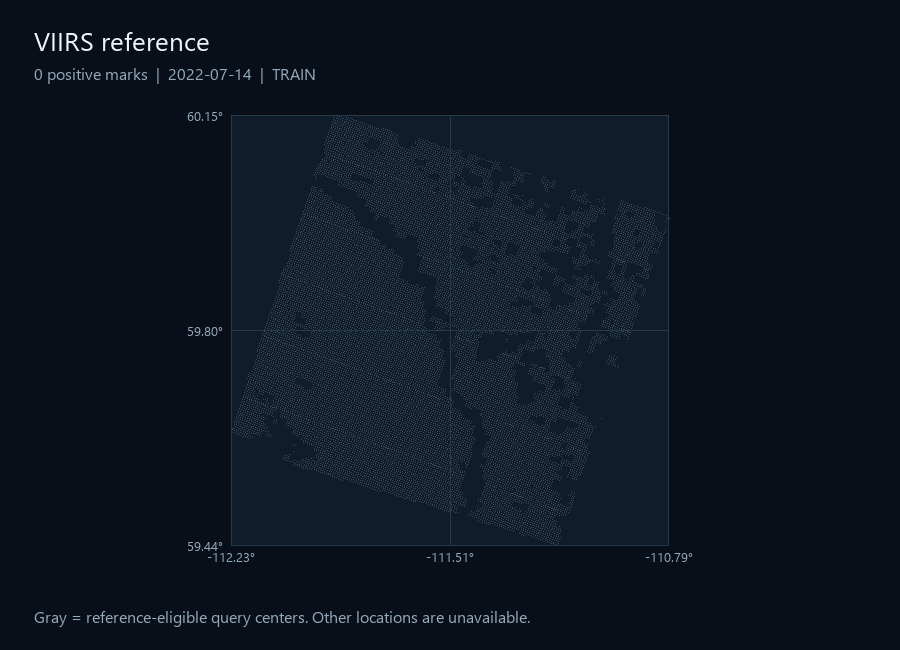 VIIRS reference
0 positive marks | 2022-07-14 | TRAIN
60.15°
59.80°
59.44°
-112.23° -111.51° -110.79°
Gray = reference-eligible query centers. Other locations are unavailable.